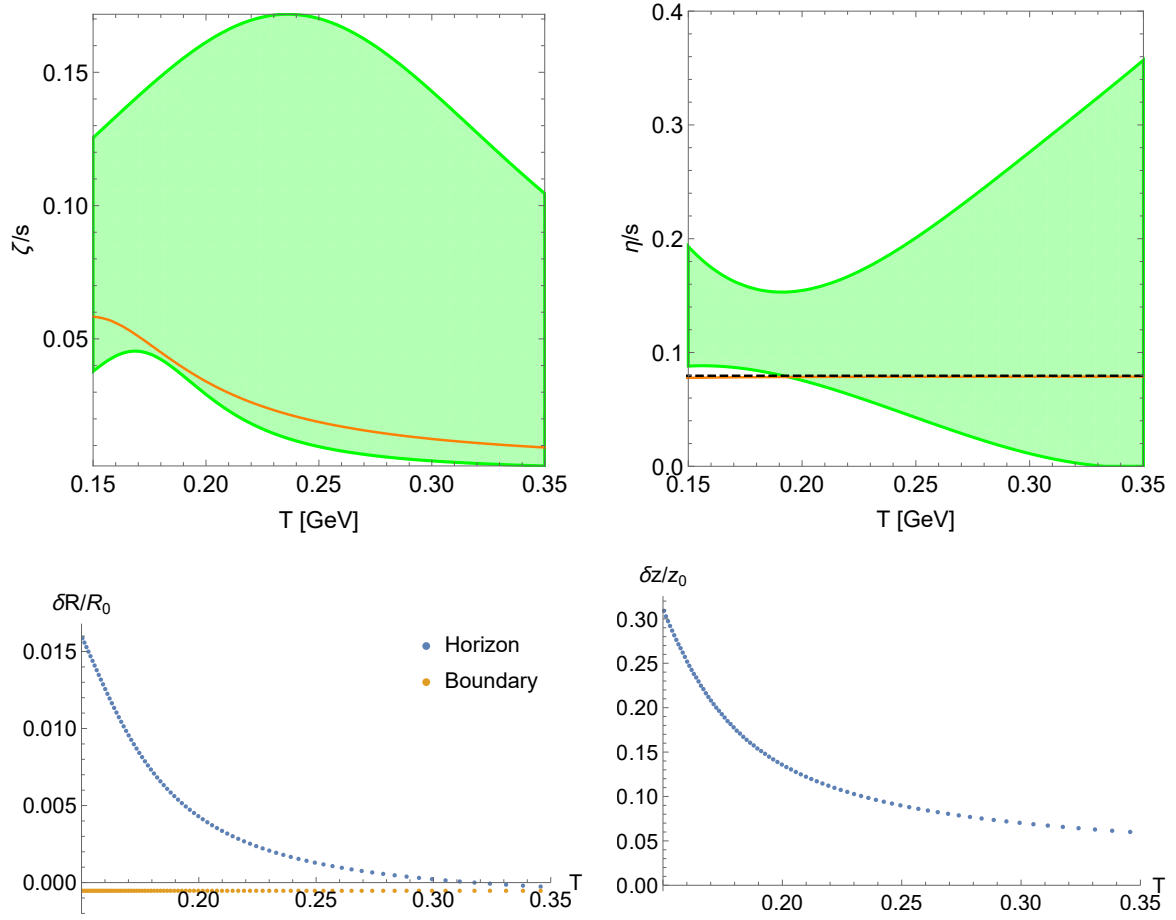 ζ/s
0.15
0.10
0.05
0.15 0.20 0.25 0.30 0.35
T [GeV]
η/s
0.4
0.3
0.2
0.1
0.0
0.15 0.20 0.25 0.30 0.35
T [GeV]
δR/R₀
0.015
0.010
0.005
0.000
0.20 0.25 0.30 0.35
T
Horizon
Boundary
δz/z₀
0.30
0.25
0.20
0.15
0.10
0.05
0.00
0.20 0.25 0.30 0.35
T